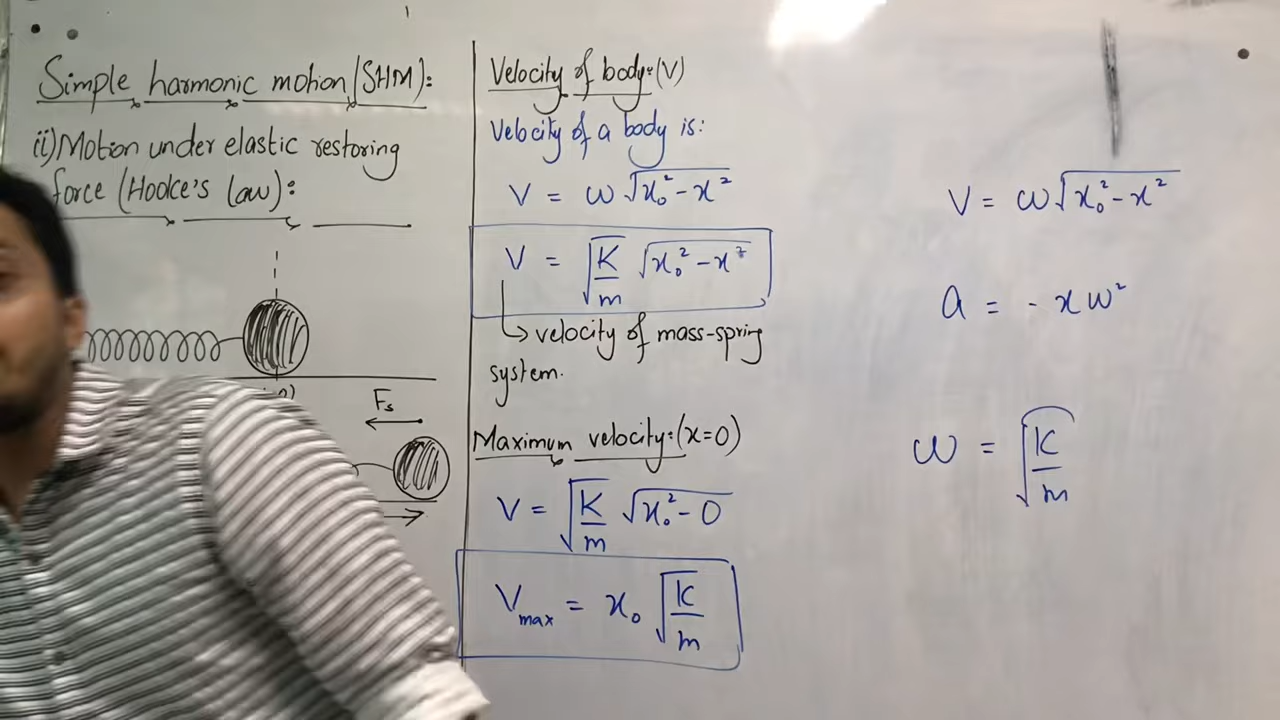 Simple harmonic motion (SHM):
ii) Motion under elastic restoring
force (Hooke's law):
Fs
Velocity of body:(V)
Velocity of a body is:
V = ω √x₀² - x²
V = √K/m √x₀² - x²
↳ velocity of mass-spring
system.
Maximum velocity:(x=0)
V = √K/m √x₀² - 0
Vmax = x₀ √K/m
V = ω √x₀² - x²
a = - x ω²
ω = √K/m